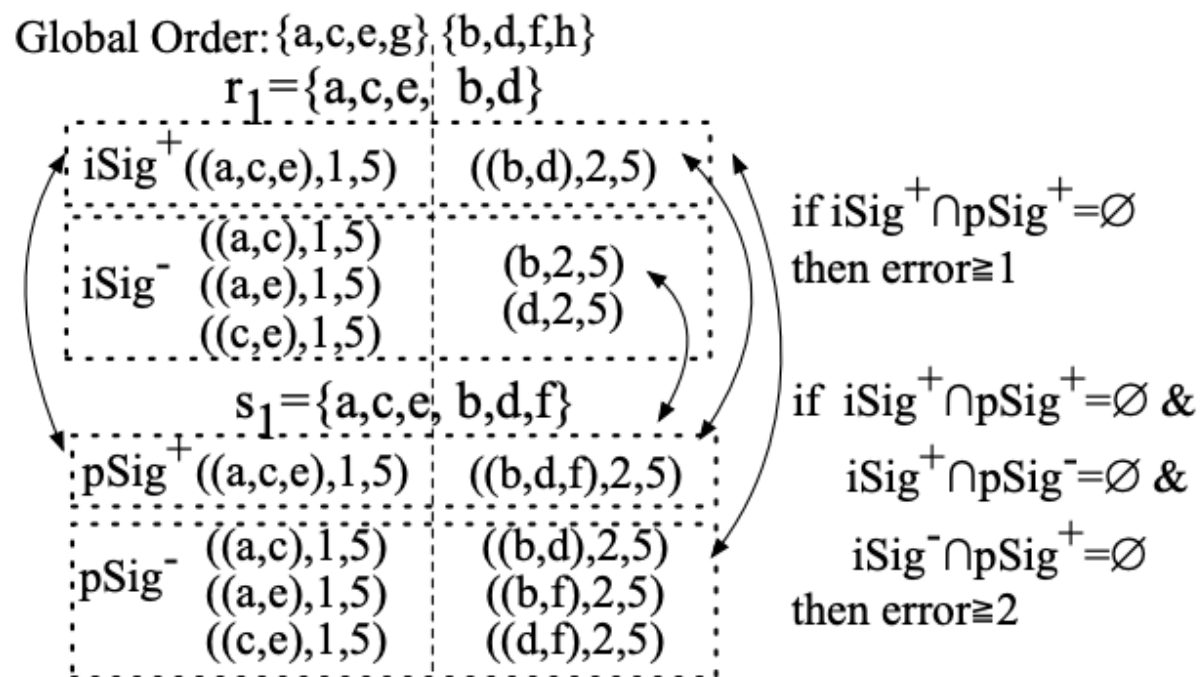 Global Order:{a,c,e,g} {b,d,f,h}
r₁={a,c,e, b,d}
iSig⁺ ((a,c,e),1,5) ((b,d),2,5)
iSig⁻ ((a,c),1,5)
((a,e),1,5)
((c,e),1,5)
(b,2,5)
(d,2,5)
s₁={a,c,e, b,d,f}
pSig⁺ ((a,c,e),1,5) ((b,d,f),2,5)
pSig⁻ ((a,c),1,5) ((b,d),2,5)
((a,e),1,5) ((b,f),2,5)
((c,e),1,5) ((d,f),2,5)
if iSig⁺∩pSig⁺=∅
then error≧1
if iSig⁺∩pSig⁺=∅ &
iSig⁺∩pSig⁻=∅ &
iSig⁻∩pSig⁺=∅
then error≧2